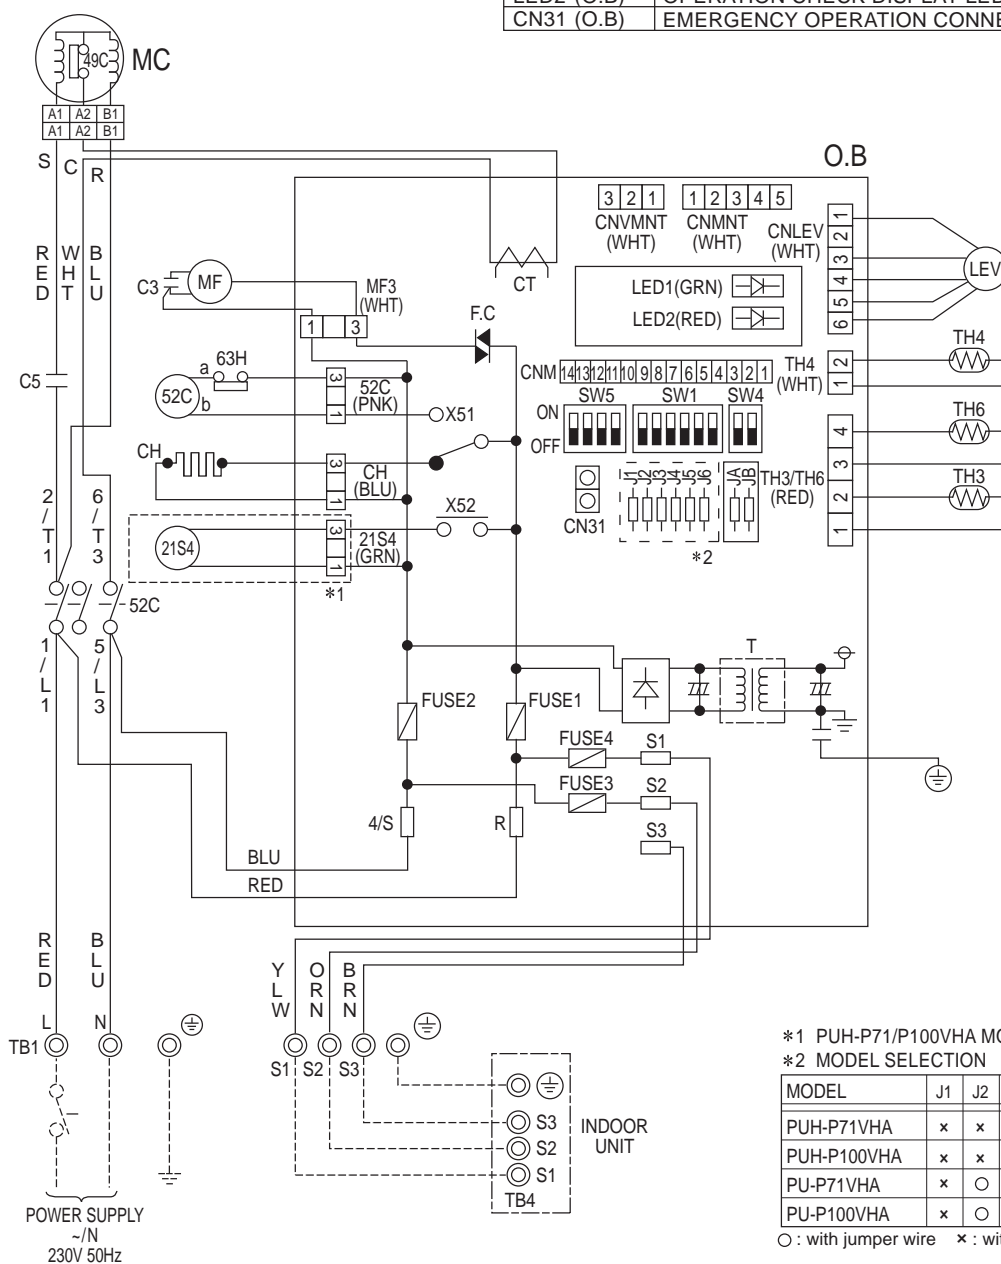 LED2 (O.B) OPERATION CHECK DISPLAY LED
CN31 (O.B) EMERGENCY OPERATION CONNE
49C
MC
A1 A2 B1
A1 A2 B1
S C R
RED
WHT
BLU
O.B
3 2 1
CNVMNT
(WHT)
1 2 3 4 5
CNMNT
(WHT)
CNLEV
(WHT)
1
2
3
4
5
6
LEV
CT
C3
MF
MF3
(WHT)
1 3
F.C
LED1(GRN)
LED2(RED)
C5
CNM 14 13 12 11 10 9 8 7 6 5 4 3 2 1
TH4
(WHT)
2
1
TH4
a 63H
52C b
3
1
52C
(PNK)
X51
SW5 SW1 SW4
ON
OFF
TH6
4
3
2
1
TH3
CH
3
1
CH
(BLU)
CN31
J1 J2 J3 J4 J5 J6
JA JB
TH3/TH6
(RED)
*2
2/T1
6/T3
21S4
3
1
21S4
(GRN)
X52
*1
52C
1/L1
5/L3
T
FUSE2
FUSE1
FUSE4
S1
FUSE3
S2
S3
4/S
R
BLU
RED
RED
BLU
L N
TB1
YLW
ORN
BRN
S1 S2 S3
S3
S2
S1
TB4
INDOOR
UNIT
POWER SUPPLY
~/N
230V 50Hz
*1 PUH-P71/P100VHA MO
*2 MODEL SELECTION
MODEL J1 J2
PUH-P71VHA × ×
PUH-P100VHA × ×
PU-P71VHA × ○
PU-P100VHA × ○
○ : with jumper wire × : wi